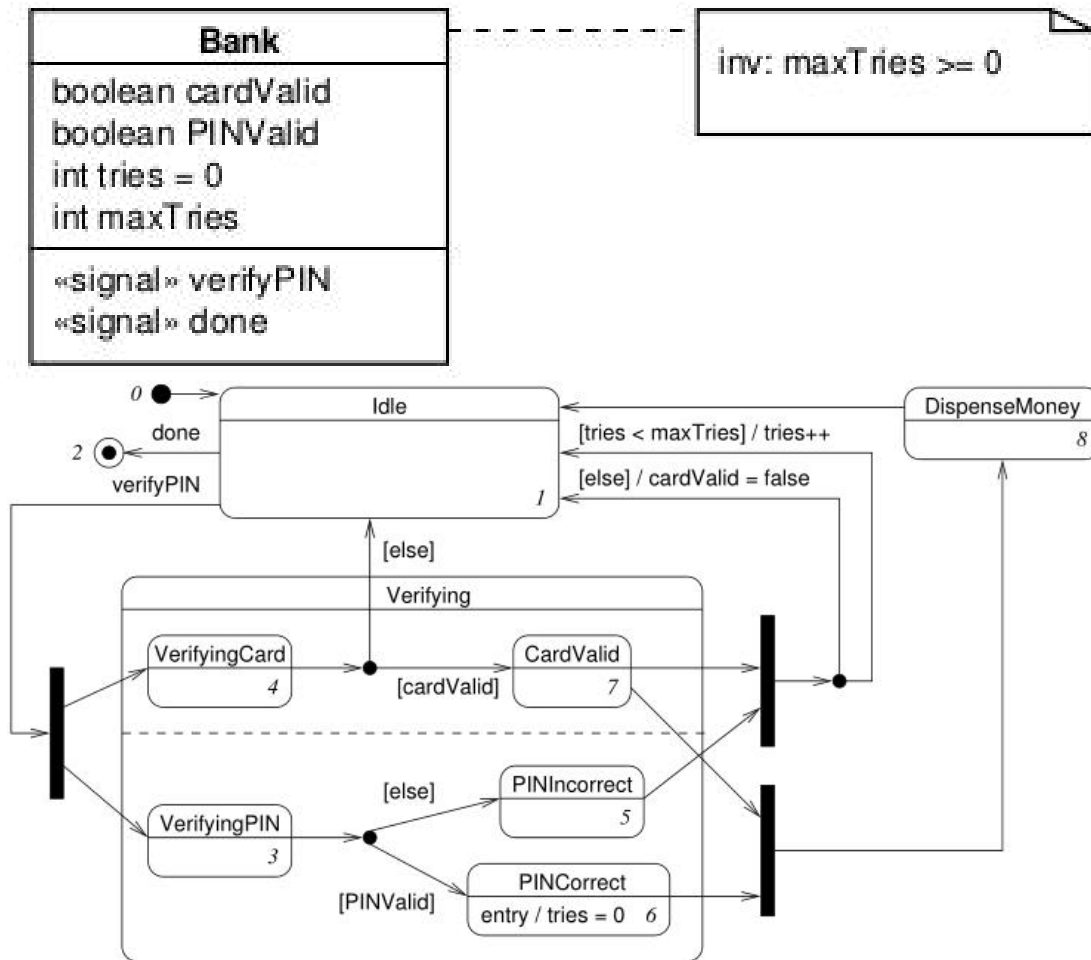 Bank
boolean cardValid
boolean PINValid
int tries = 0
int maxTries
«signal» verifyPIN
«signal» done
inv: maxTries >= 0
0
Idle
DispenseMoney
8
done
2
[tries < maxTries] / tries++
verifyPIN
[else] / cardValid = false
1
[else]
Verifying
VerifyingCard
4
CardValid
7
[cardValid]
[else]
PINIncorrect
5
VerifyingPIN
3
[PINValid]
PINCorrect
entry / tries = 0 6